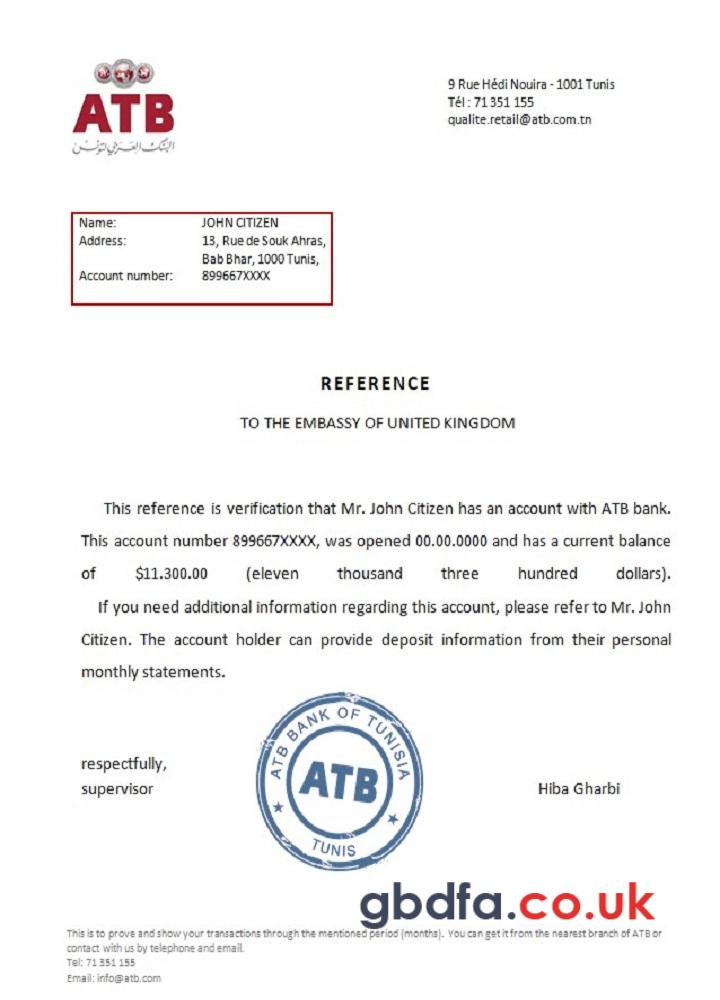 ATB
البنك العربي لتونس
9 Rue Hédi Nouira - 1001 Tunis
Tél : 71 351 155
qualite.retail@atb.com.tn
Name: JOHN CITIZEN
Address: 13, Rue de Souk Ahras,
Bab Bhar, 1000 Tunis,
Account number: 899667XXXX
REFERENCE
TO THE EMBASSY OF UNITED KINGDOM
This reference is verification that Mr. John Citizen has an account with ATB bank.
This account number 899667XXXX, was opened 00.00.0000 and has a current balance
of $11.300.00 (eleven thousand three hundred dollars).
If you need additional information regarding this account, please refer to Mr. John
Citizen. The account holder can provide deposit information from their personal
monthly statements.
respectfully,
supervisor
ATB BANK OF TUNISIA
ATB
TUNIS
Hiba Gharbi
gbdfa.co.uk
This is to prove and show your transactions through the mentioned period (months). You can get it from the nearest branch of ATB or
contact with us by telephone and email.
Tel: 71 351 155
Email: info@atb.com